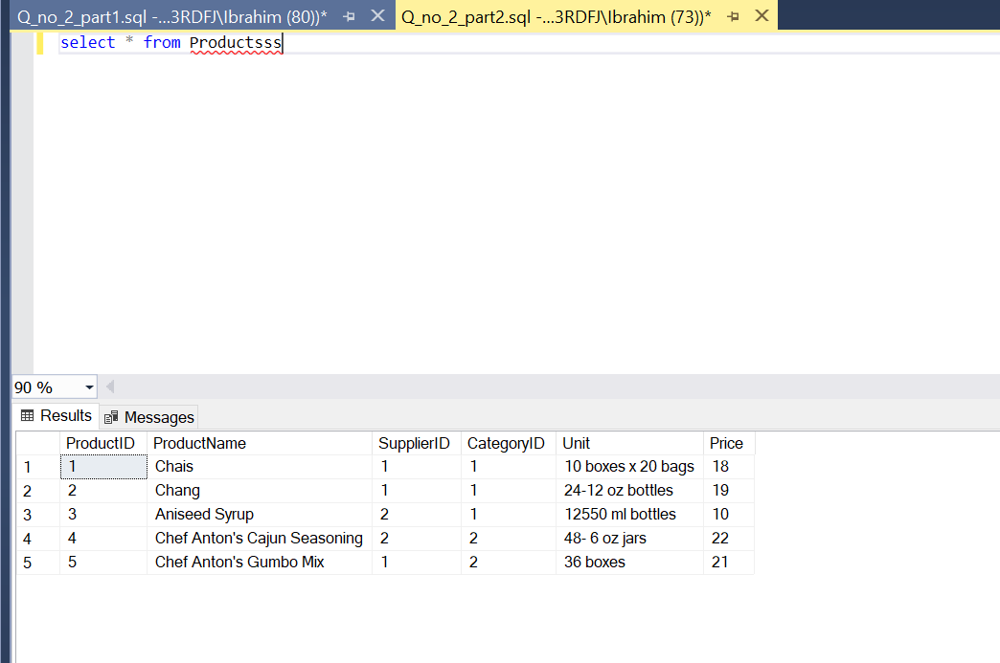 Q_no_2_part1.sql -...3RDFJ\Ibrahim (80))* Q_no_2_part2.sql -...3RDFJ\Ibrahim (73))*
select * from Productsss
90 %
Results Messages
ProductID ProductName SupplierID CategoryID Unit Price
1 1 Chais 1 1 10 boxes x 20 bags 18
2 2 Chang 1 1 24-12 oz bottles 19
3 3 Aniseed Syrup 2 1 12550 ml bottles 10
4 4 Chef Anton's Cajun Seasoning 2 2 48- 6 oz jars 22
5 5 Chef Anton's Gumbo Mix 1 2 36 boxes 21